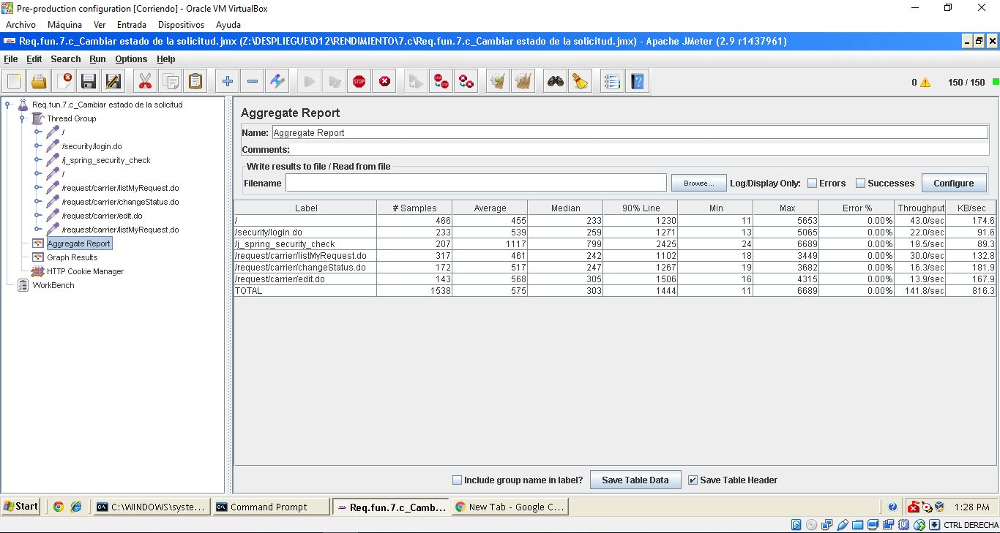 Pre-production configuration [Corriendo] - Oracle VM VirtualBox
Archivo Máquina Ver Entrada Dispositivos Ayuda
Req.fun.7.c_Cambiar estado de la solicitud.jmx (Z:\DESPLIEGUE\D12\RENDIMIENTO\7.c\Req.fun.7.c_Cambiar estado de la solicitud.jmx) - Apache JMeter (2.9 r1437961)
File Edit Search Run Options Help
STOP STOP 0 150 / 150
Req.fun.7.c_Cambiar estado de la solicitud
Thread Group
/
/security/login.do
/j_spring_security_check
/
/request/carrier/listMyRequest.do
/request/carrier/changeStatus.do
/request/carrier/edit.do
/request/carrier/listMyRequest.do
Aggregate Report
Graph Results
HTTP Cookie Manager
WorkBench
Aggregate Report
Name: Aggregate Report
Comments:
Write results to file / Read from file
Filename Browse... Log/Display Only: Errors Successes Configure
Label # Samples Average Median 90% Line Min Max Error % Throughput KB/sec
/ 466 455 233 1230 11 5653 0.00% 43.0/sec 174.6
/security/login.do 233 539 259 1271 13 5065 0.00% 22.0/sec 91.6
/j_spring_security_check 207 1117 799 2425 24 6689 0.00% 19.5/sec 89.3
/request/carrier/listMyRequest.do 317 461 242 1102 18 3449 0.00% 30.0/sec 132.8
/request/carrier/changeStatus.do 172 517 247 1267 19 3682 0.00% 16.3/sec 181.9
/request/carrier/edit.do 143 568 305 1506 16 4315 0.00% 13.9/sec 167.9
TOTAL 1538 575 303 1444 11 6689 0.00% 141.8/sec 816.3
Include group name in label? Save Table Data Save Table Header
Start C:\WINDOWS\syste... Command Prompt Req.fun.7.c_Camb... New Tab - Google C... 1:28 PM
CTRL DERECHA